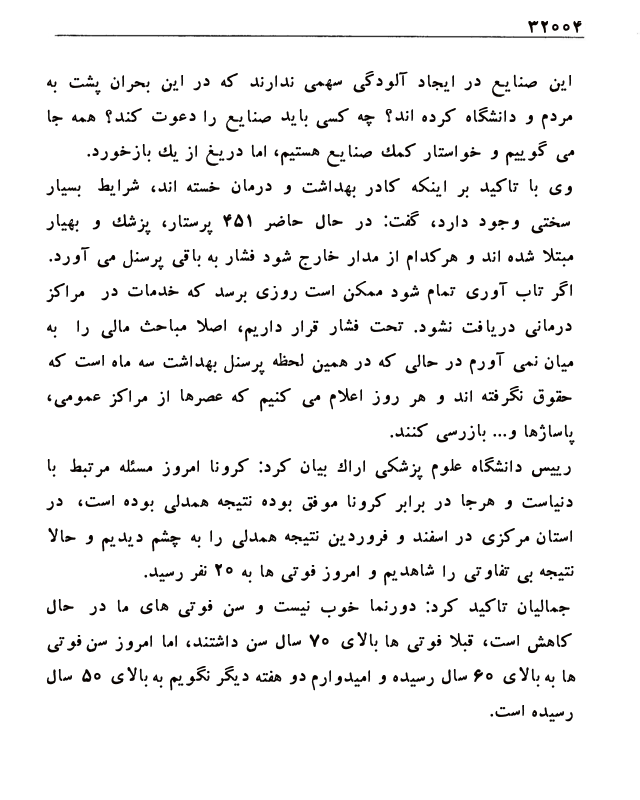 ۳۲۰۰۴
این صنایع در ایجاد آلودگی سهمی ندارند که در این بحران پشت به
مردم و دانشگاه کرده اند؟ چه کسی باید صنایع را دعوت کند؟ همه جا
می گوییم و خواستار کمك صنایع هستیم، اما دریغ از یك بازخورد.
وی با تاکید بر اینکه کادر بهداشت و درمان خسته اند، شرایط بسیار
سختی وجود دارد، گفت: در حال حاضر ۴۵۱ پرستار، پزشك و بهیار
مبتلا شده اند و هرکدام از مدار خارج شود فشار به باقی پرسنل می آورد.
اگر تاب آوری تمام شود ممکن است روزی برسد که خدمات در مراکز
درمانی دریافت نشود. تحت فشار قرار داریم، اصلا مباحث مالی را به
میان نمی آورم در حالی که در همین لحظه پرسنل بهداشت سه ماه است که
حقوق نگرفته اند و هر روز اعلام می کنیم که عصرها از مراکز عمومی،
پاساژها و... بازرسی کنند.
رییس دانشگاه علوم پزشکی اراك بیان کرد: کرونا امروز مسئله مرتبط با
دنیاست و هرجا در برابر کرونا موفق بوده نتیجه همدلی بوده است، در
استان مرکزی در اسفند و فروردین نتیجه همدلی را به چشم دیدیم و حالا
نتیجه بی تفاوتی را شاهدیم و امروز فوتی ها به ۲۰ نفر رسید.
جمالیان تاکید کرد: دورنما خوب نیست و سن فوتی های ما در حال
کاهش است، قبلا فوتی ها بالای ۷۰ سال سن داشتند، اما امروز سن فوتی
ها به بالای ۶۰ سال رسیده و امیدوارم دو هفته دیگر نگویم به بالای ۵۰ سال
رسیده است.